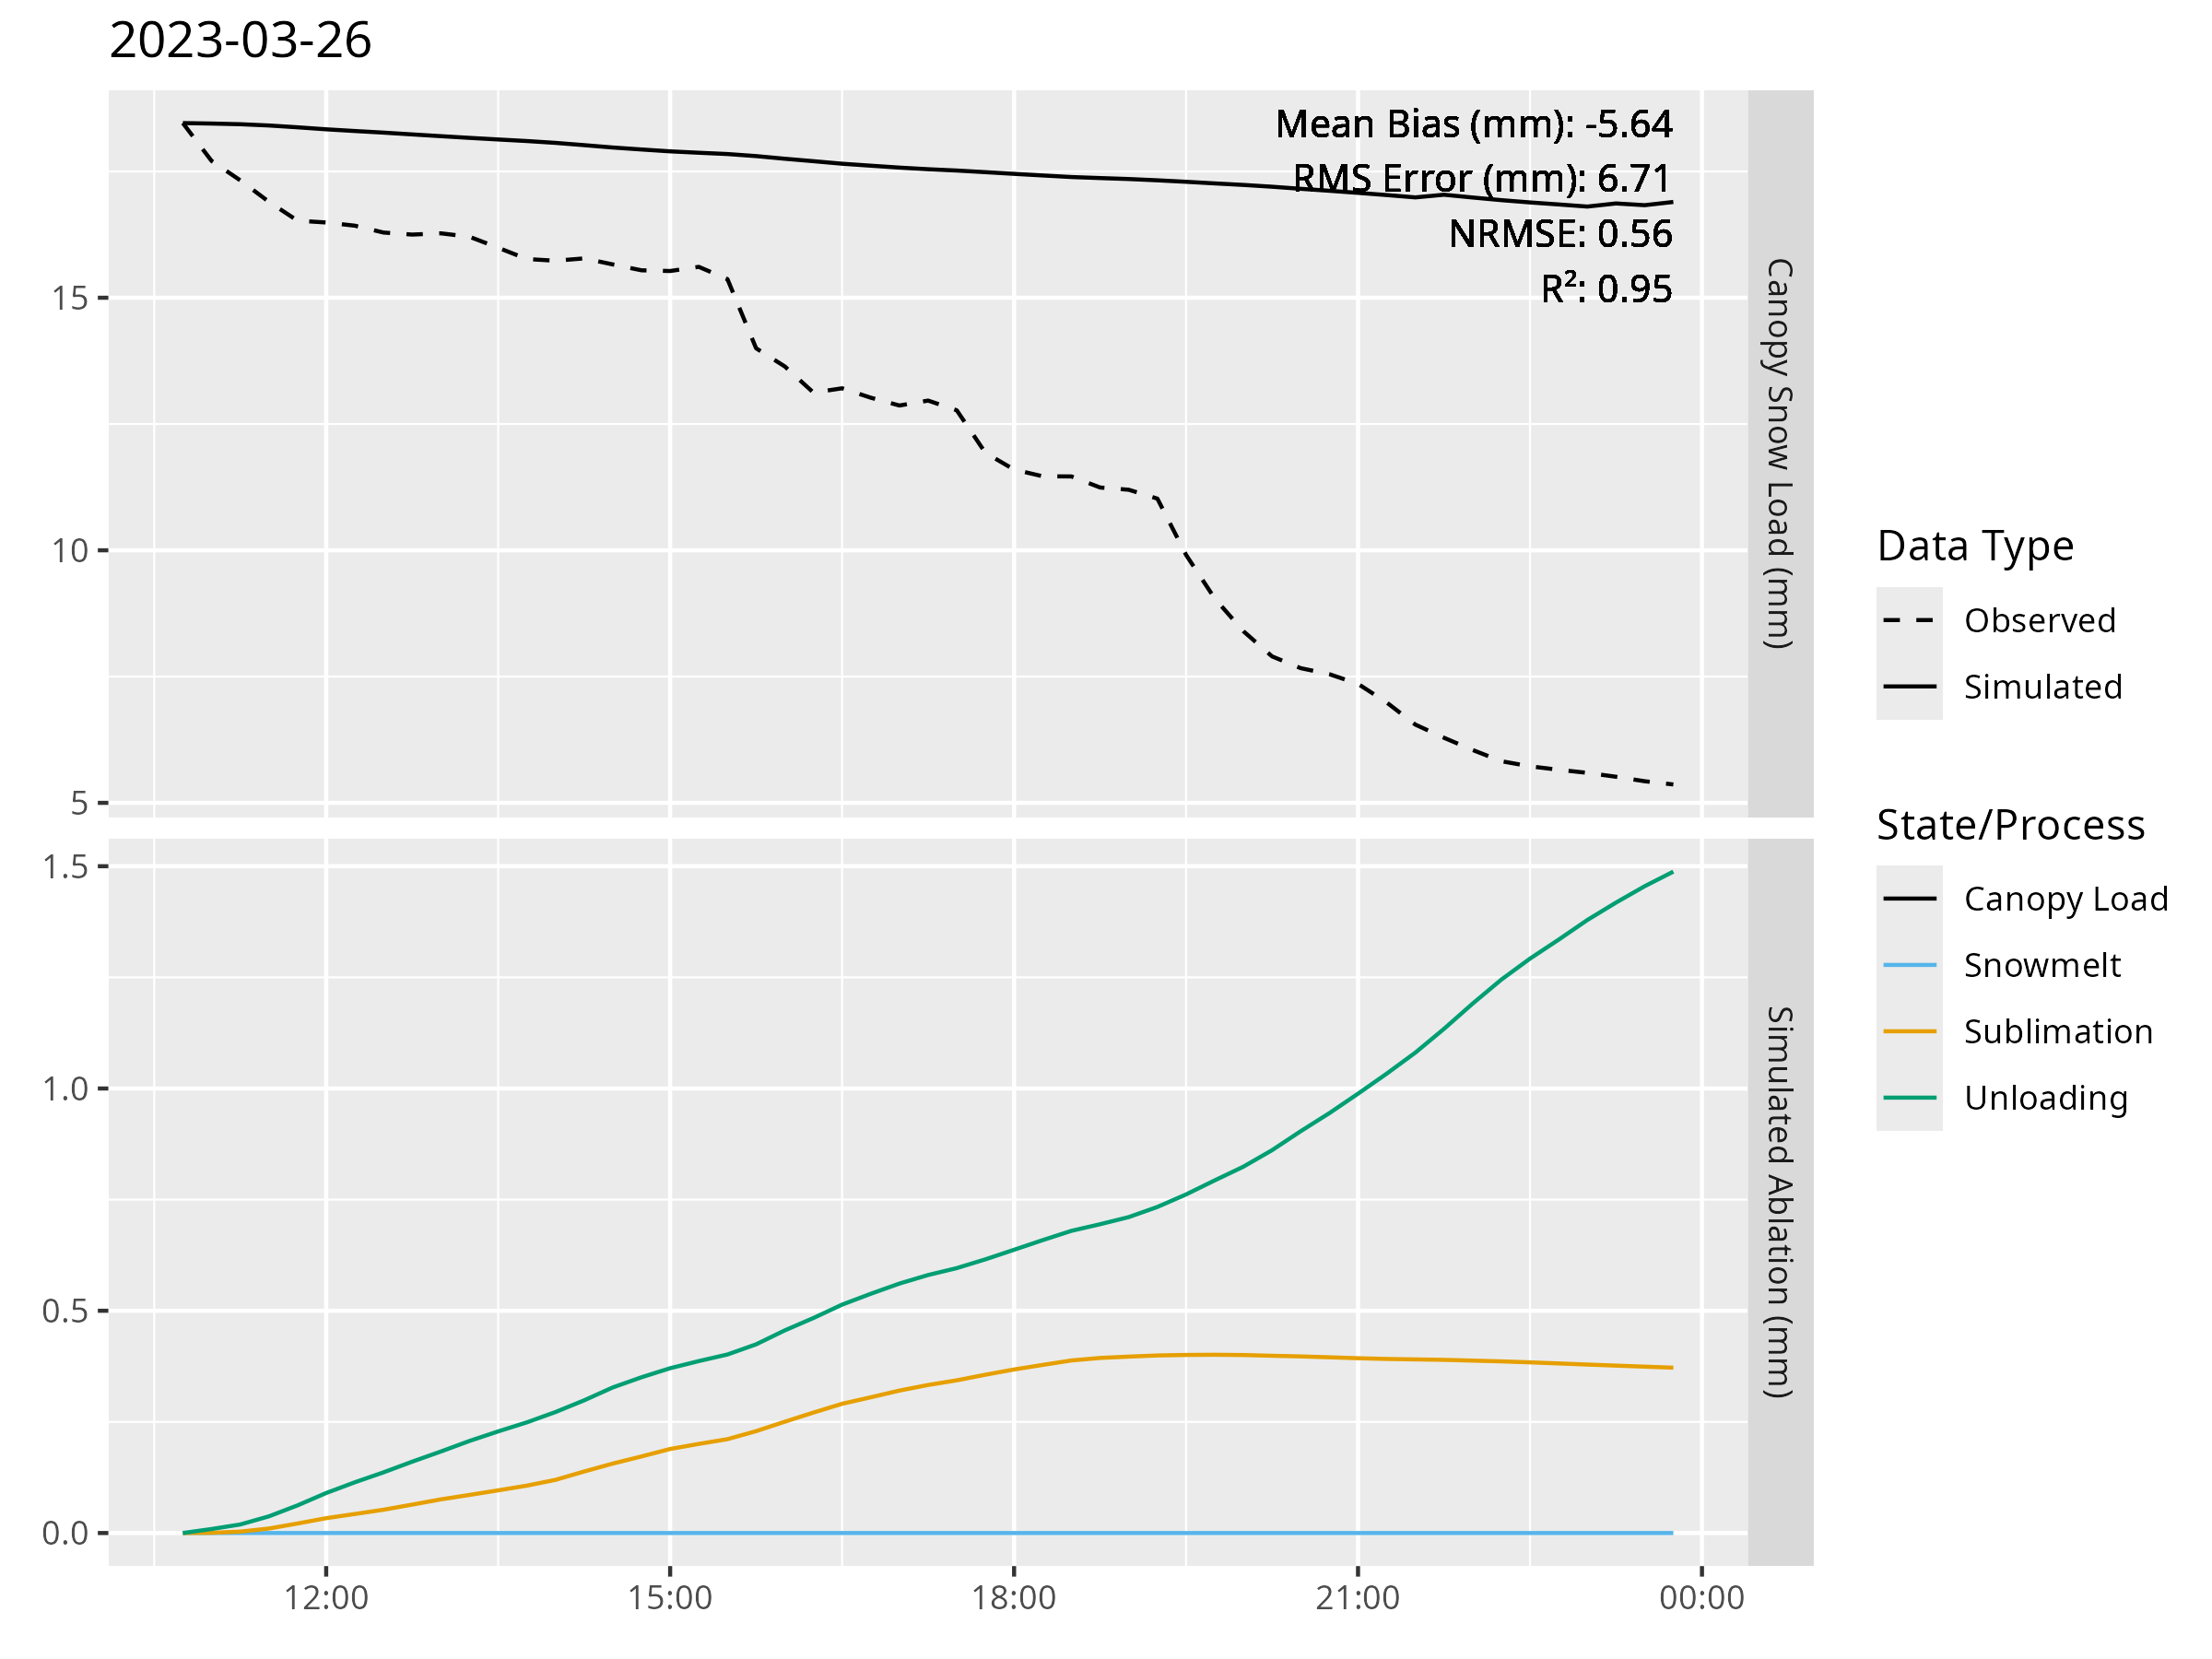 2023-03-26
Mean Bias (mm): -5.64
RMS Error (mm): 6.71
NRMSE: 0.56
R²: 0.95
15
10
5
Canopy Snow Load (mm)
1.5
1.0
0.5
0.0
Simulated Ablation (mm)
12:00
15:00
18:00
21:00
00:00
Data Type
Observed
Simulated
State/Process
Canopy Load
Snowmelt
Sublimation
Unloading